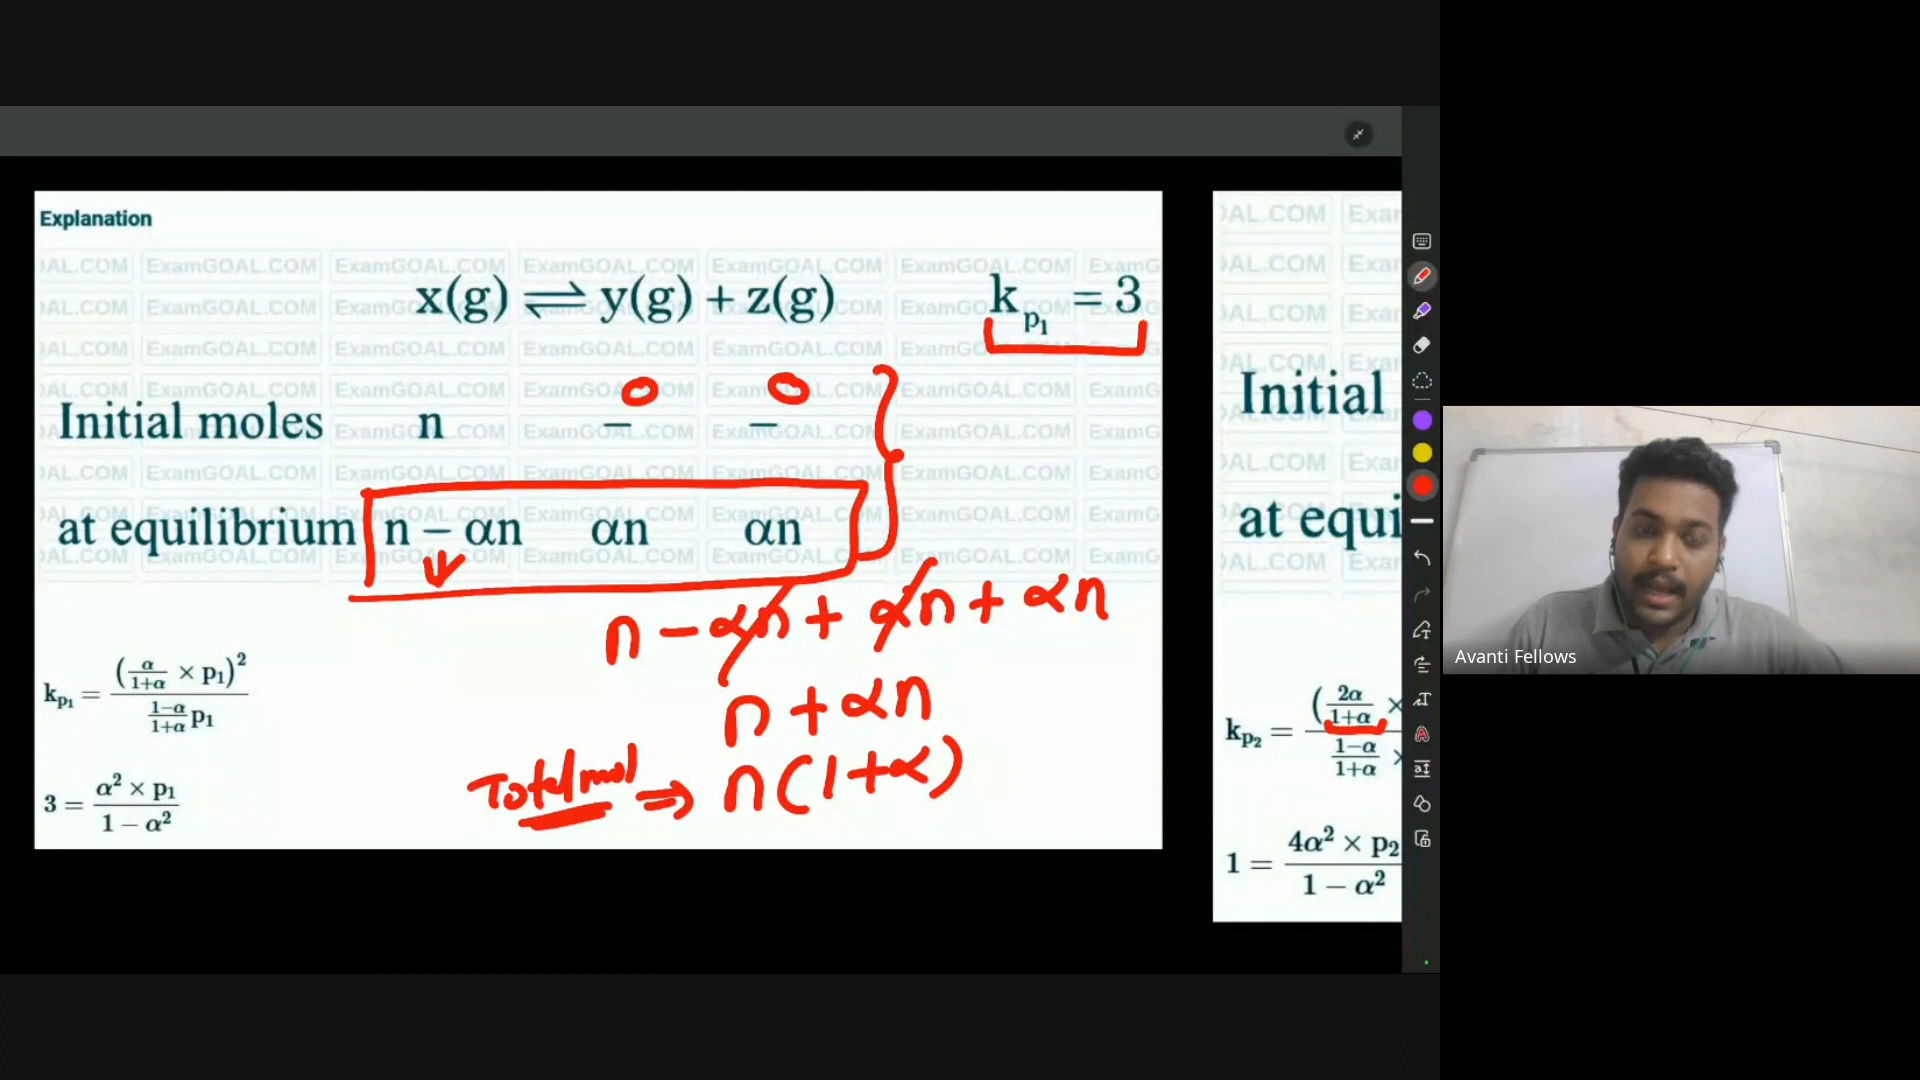 Explanation
x(g) ⇌ y(g) + z(g) k_p₁ = 3
0 0
Initial moles n – –
at equilibrium n – αn αn αn
n – αn + αn + αn
n + αn
Total mol ⇒ n(1+α)
k_p₁ = (α/(1+α) × p₁)² / ((1–α)/(1+α) p₁)
3 = (α² × p₁)/(1 – α²)
Initial
at equi
k_p₂ = (2α/(1+α) × / (1–α)/(1+α) ×
1 = (4α² × p₂)/(1 – α²)
ExamGOAL.COM
Avanti Fellows